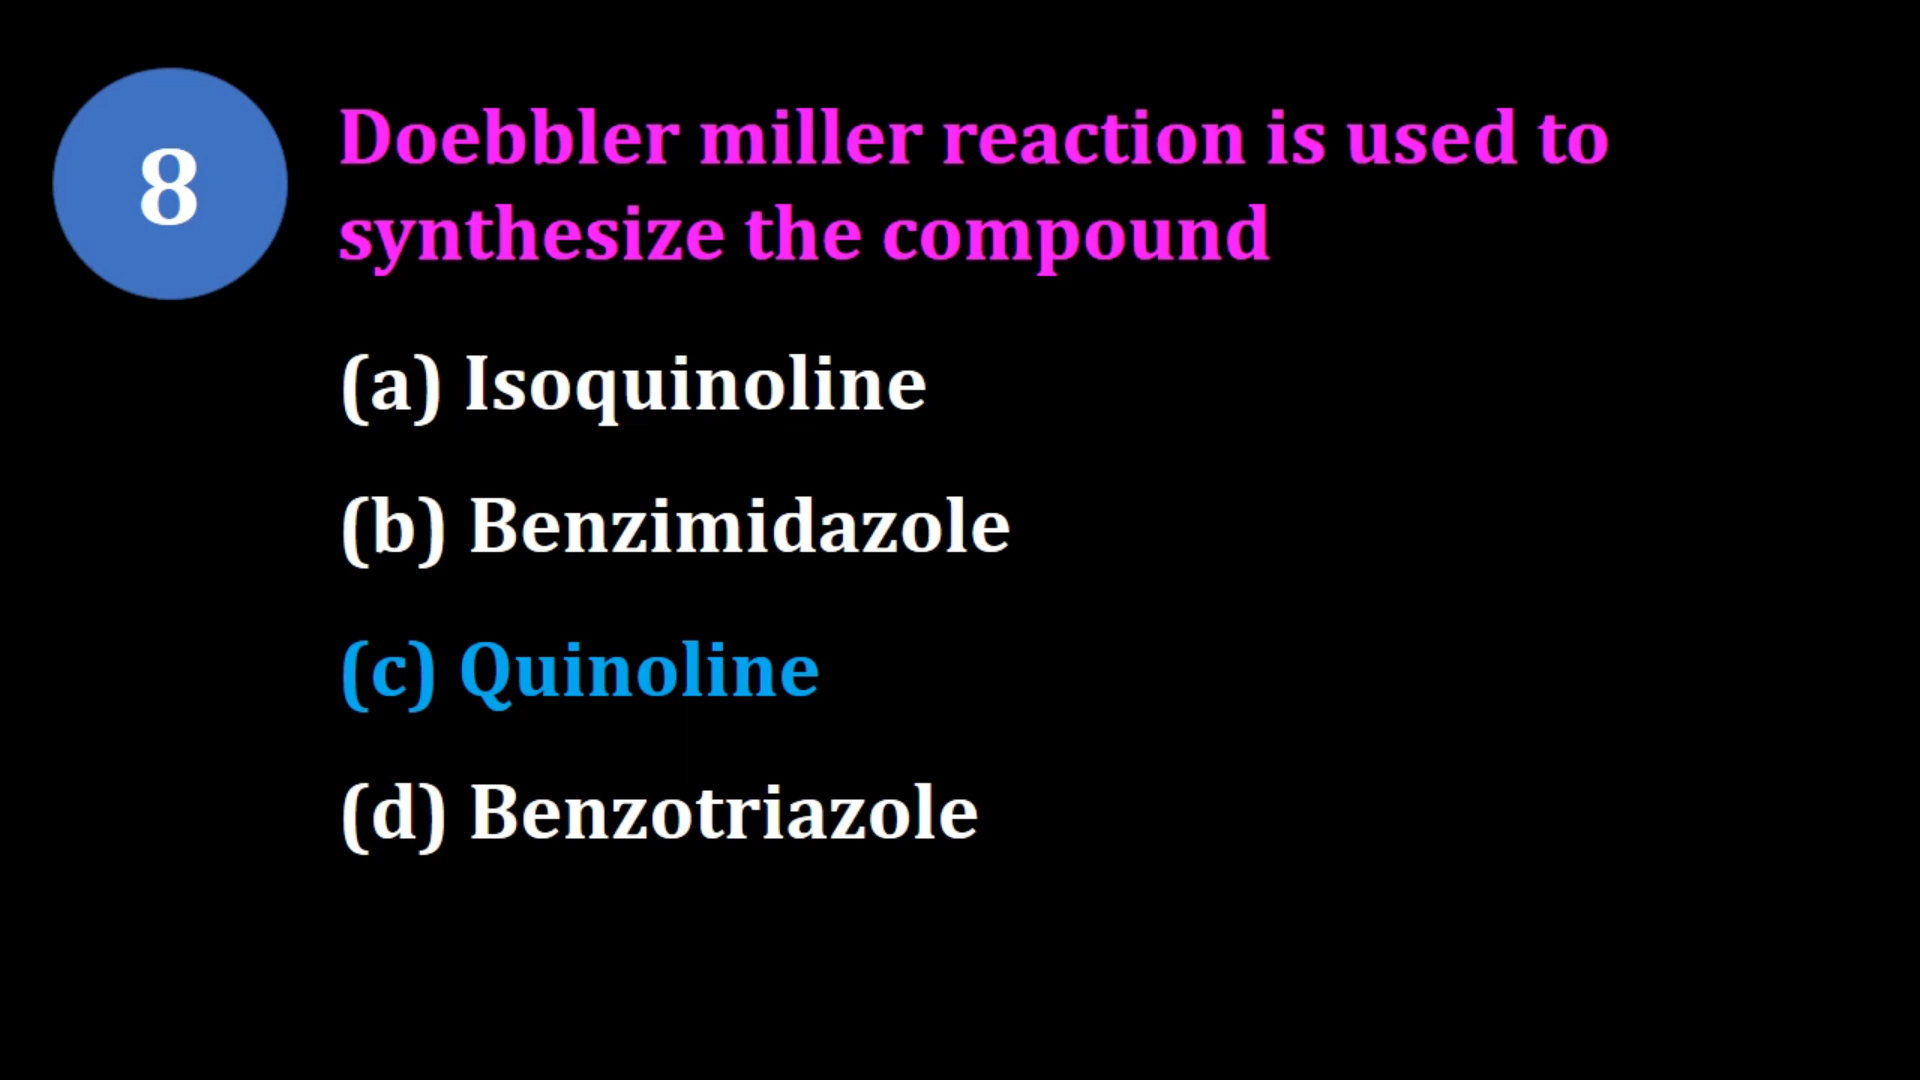 8
Doebbler miller reaction is used to
synthesize the compound
(a) Isoquinoline
(b) Benzimidazole
(c) Quinoline
(d) Benzotriazole